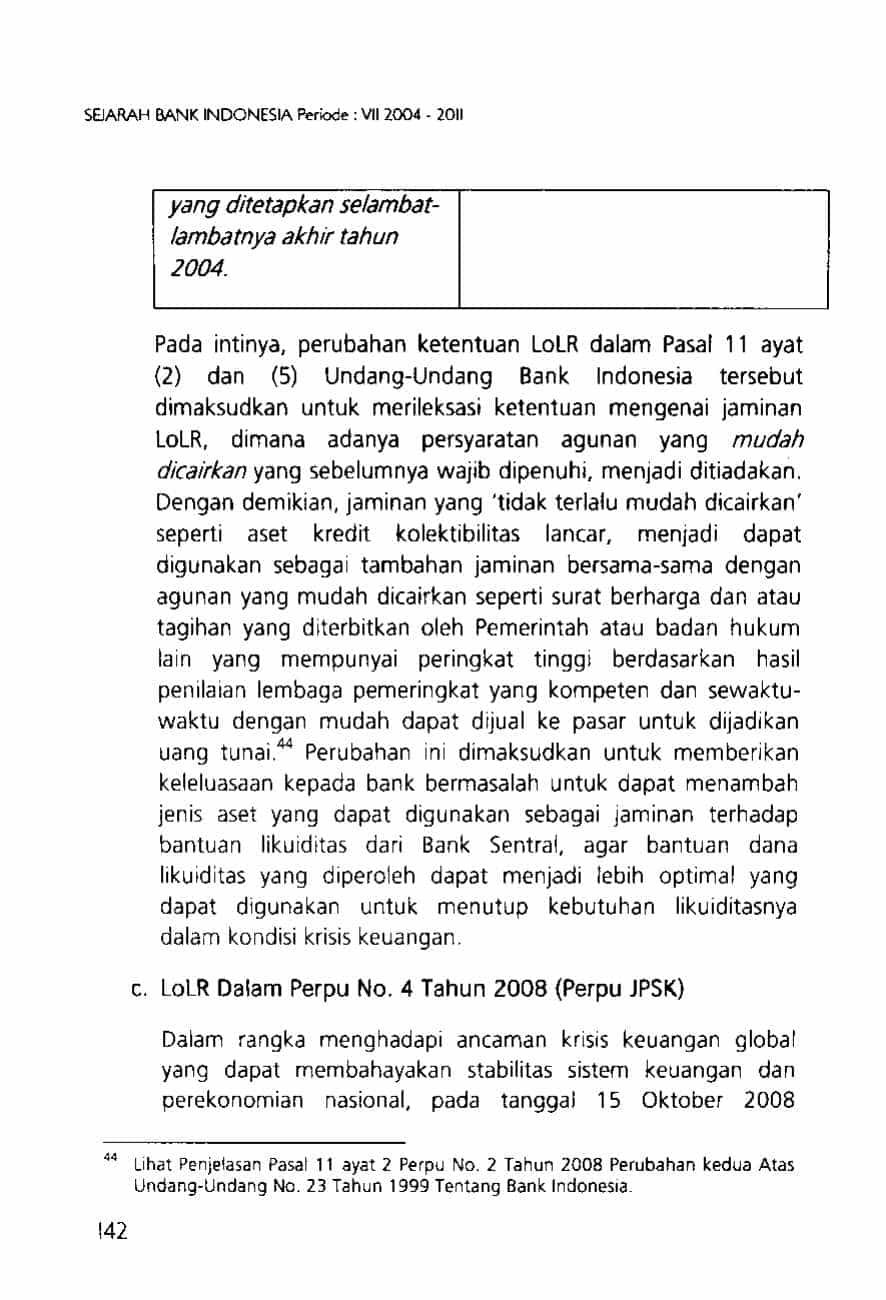 SEJARAH BANK INDONESIA Periode : VII 2004 - 2011
yang ditetapkan selambat-
lambatnya akhir tahun
2004.
Pada intinya, perubahan ketentuan LoLR dalam Pasal 11 ayat
(2) dan (5) Undang-Undang Bank Indonesia tersebut
dimaksudkan untuk merileksasi ketentuan mengenai jaminan
LoLR, dimana adanya persyaratan agunan yang mudah
dicairkan yang sebelumnya wajib dipenuhi, menjadi ditiadakan.
Dengan demikian, jaminan yang 'tidak terlalu mudah dicairkan'
seperti aset kredit kolektibilitas lancar, menjadi dapat
digunakan sebagai tambahan jaminan bersama-sama dengan
agunan yang mudah dicairkan seperti surat berharga dan atau
tagihan yang diterbitkan oleh Pemerintah atau badan hukum
lain yang mempunyai peringkat tinggi berdasarkan hasil
penilaian lembaga pemeringkat yang kompeten dan sewaktu-
waktu dengan mudah dapat dijual ke pasar untuk dijadikan
uang tunai.44 Perubahan ini dimaksudkan untuk memberikan
keleluasaan kepada bank bermasalah untuk dapat menambah
jenis aset yang dapat digunakan sebagai jaminan terhadap
bantuan likuiditas dari Bank Sentral, agar bantuan dana
likuiditas yang diperoleh dapat menjadi lebih optimal yang
dapat digunakan untuk menutup kebutuhan likuiditasnya
dalam kondisi krisis keuangan.
c. LoLR Dalam Perpu No. 4 Tahun 2008 (Perpu JPSK)
Dalam rangka menghadapi ancaman krisis keuangan global
yang dapat membahayakan stabilitas sistem keuangan dan
perekonomian nasional, pada tanggal 15 Oktober 2008
44 Lihat Penjelasan Pasal 11 ayat 2 Perpu No. 2 Tahun 2008 Perubahan kedua Atas
Undang-Undang No. 23 Tahun 1999 Tentang Bank Indonesia.
142